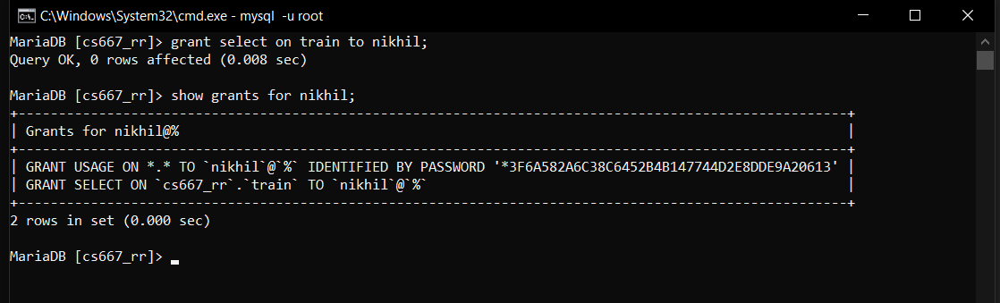 C:\Windows\System32\cmd.exe - mysql  -u root
MariaDB [cs667_rr]> grant select on train to nikhil;
Query OK, 0 rows affected (0.008 sec)
MariaDB [cs667_rr]> show grants for nikhil;
+-------------------------------------------------------------------------------------------------------+
| Grants for nikhil@%                                                                                   |
+-------------------------------------------------------------------------------------------------------+
| GRANT USAGE ON *.* TO `nikhil`@`%` IDENTIFIED BY PASSWORD '*3F6A582A6C38C6452B4B147744D2E8DDE9A20613' |
| GRANT SELECT ON `cs667_rr`.`train` TO `nikhil`@`%`                                                    |
+-------------------------------------------------------------------------------------------------------+
2 rows in set (0.000 sec)
MariaDB [cs667_rr]>